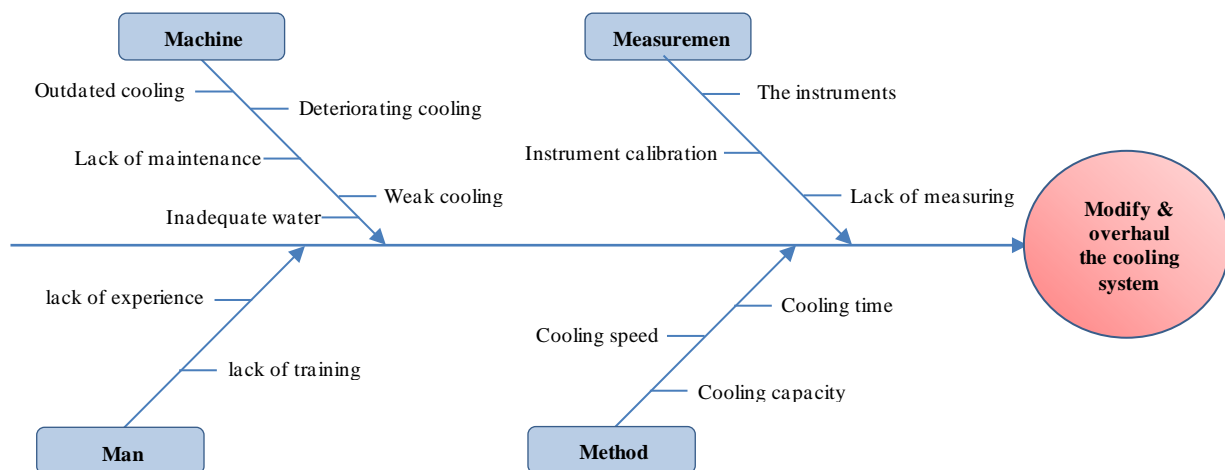 Machine
Measuremen
Outdated cooling
Deteriorating cooling
Lack of maintenance
Weak cooling
Inadequate water
The instruments
Instrument calibration
Lack of measuring
Modify &
overhaul
the cooling
system
lack of experience
lack of training
Cooling time
Cooling speed
Cooling capacity
Man
Method